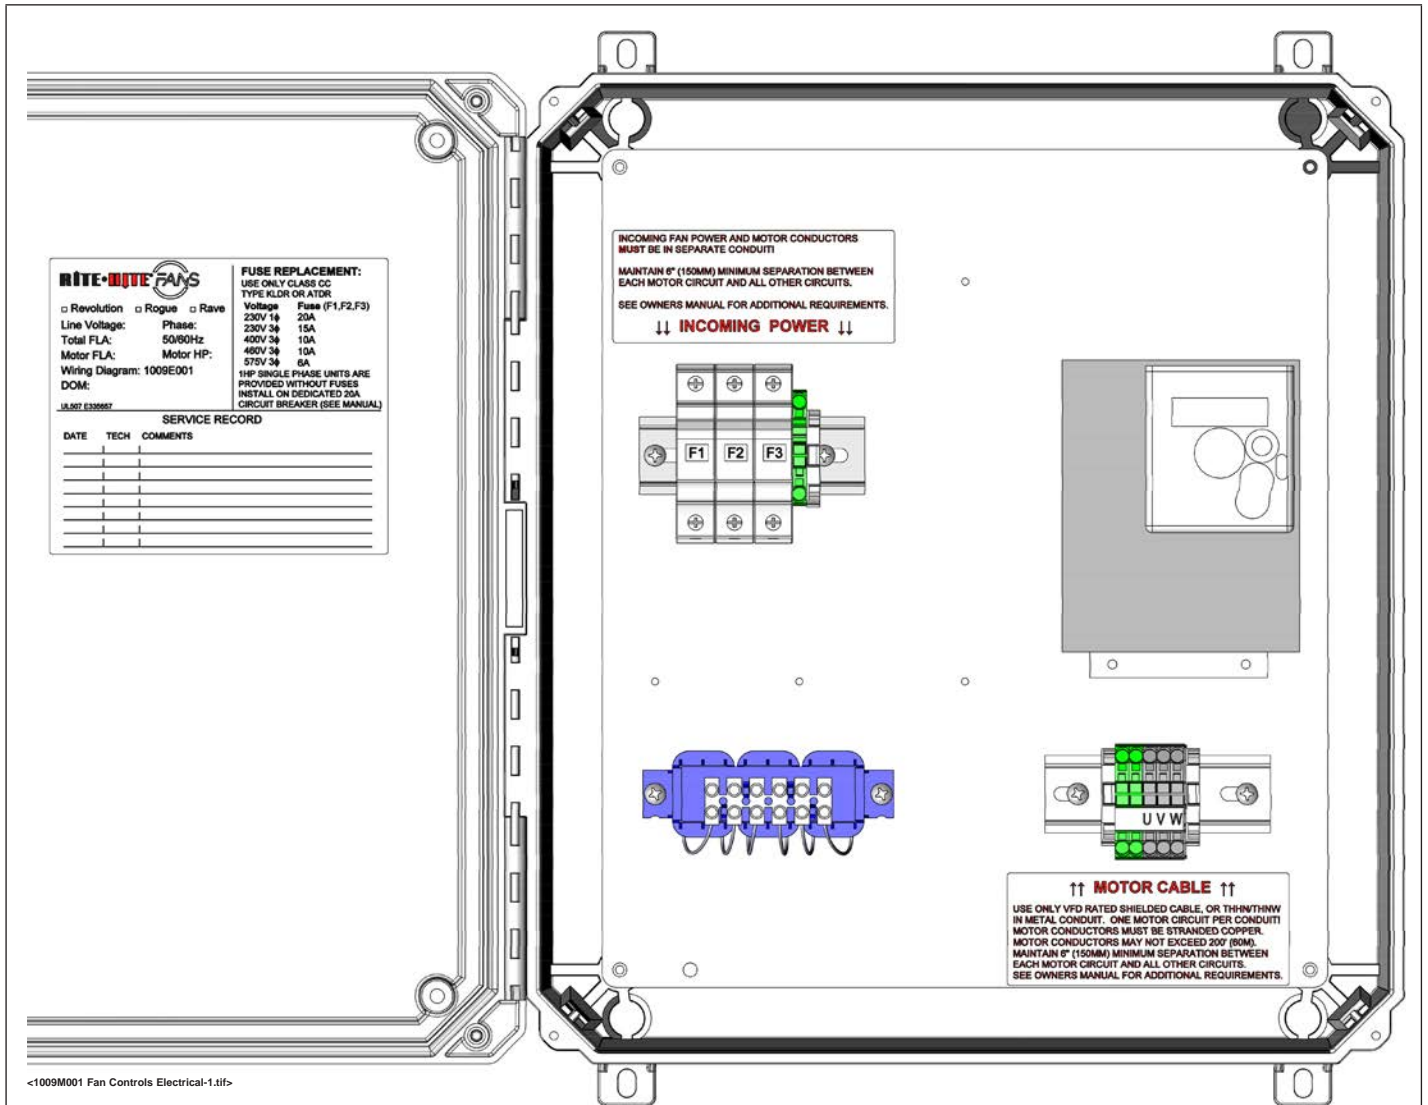 RITE•HITE® FANS
□ Revolution □ Rogue □ Rave
Line Voltage: Phase:
Total FLA: 50/60Hz
Motor FLA: Motor HP:
Wiring Diagram: 1009E001
DOM:
UL507 E335657
FUSE REPLACEMENT:
USE ONLY CLASS CC
TYPE KLDR OR ATDR
Voltage Fuse (F1,F2,F3)
230V 1ϕ 20A
230V 3ϕ 15A
400V 3ϕ 10A
460V 3ϕ 10A
575V 3ϕ 6A
1HP SINGLE PHASE UNITS ARE
PROVIDED WITHOUT FUSES
INSTALL ON DEDICATED 20A
CIRCUIT BREAKER (SEE MANUAL)
SERVICE RECORD
DATE TECH COMMENTS
INCOMING FAN POWER AND MOTOR CONDUCTORS
MUST BE IN SEPARATE CONDUIT!
MAINTAIN 6" (150MM) MINIMUM SEPARATION BETWEEN
EACH MOTOR CIRCUIT AND ALL OTHER CIRCUITS.
SEE OWNERS MANUAL FOR ADDITIONAL REQUIREMENTS.
↓↓ INCOMING POWER ↓↓
F1 F2 F3
U V W
↑↑ MOTOR CABLE ↑↑
USE ONLY VFD RATED SHIELDED CABLE, OR THHN/THNW
IN METAL CONDUIT. ONE MOTOR CIRCUIT PER CONDUIT!
MOTOR CONDUCTORS MUST BE STRANDED COPPER.
MOTOR CONDUCTORS MAY NOT EXCEED 200' (60M).
MAINTAIN 6" (150MM) MINIMUM SEPARATION BETWEEN
EACH MOTOR CIRCUIT AND ALL OTHER CIRCUITS.
SEE OWNERS MANUAL FOR ADDITIONAL REQUIREMENTS.
<1009M001 Fan Controls Electrical-1.tif>